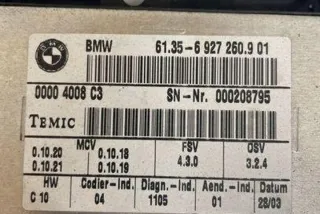 BMW 61.35-6 927 260.9 01
0000 4008 C3 SN-Nr. 000208795
TEMIC
MCV FSV OSV
0.10.20 0.10.18 4.3.0 3.2.4
0.10.21 0.10.19
HW Codier-Ind. Diagn.-Ind. Aend.-Ind. Datum
C 10 04 1105 01 28/03